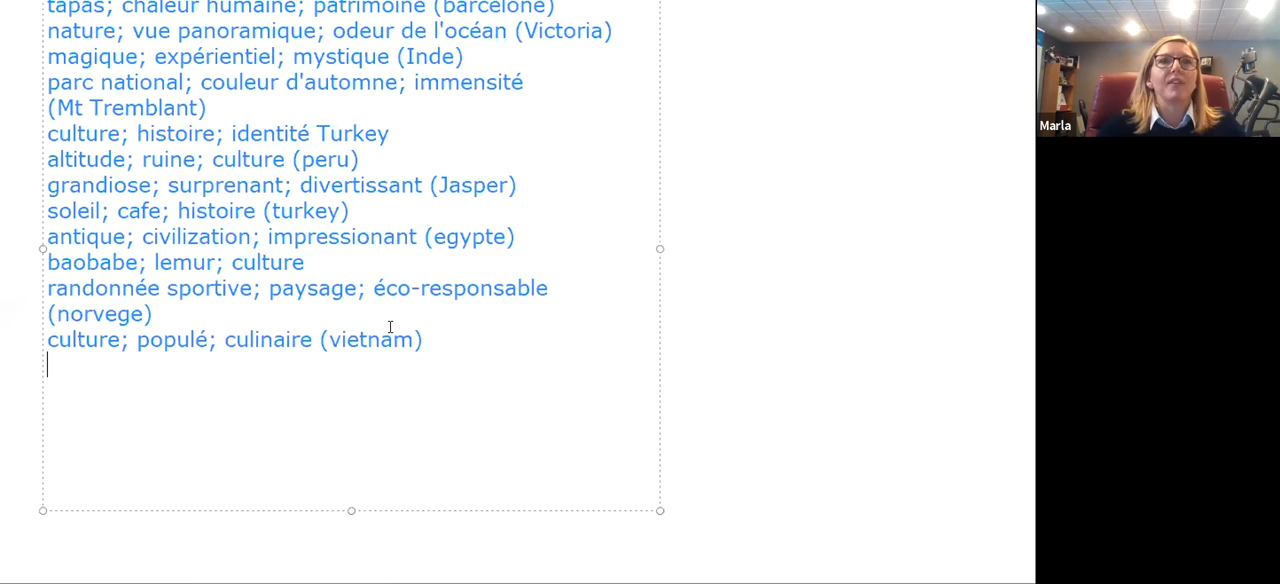 tapas; chaleur humaine; patrimoine (barcelone)
nature; vue panoramique; odeur de l'océan (Victoria)
magique; expérientiel; mystique (Inde)
parc national; couleur d'automne; immensité
(Mt Tremblant)
culture; histoire; identité Turkey
altitude; ruine; culture (peru)
grandiose; surprenant; divertissant (Jasper)
soleil; cafe; histoire (turkey)
antique; civilization; impressionant (egypte)
baobabe; lemur; culture
randonnée sportive; paysage; éco-responsable
(norvege)
culture; populé; culinaire (vietnam)
Marla